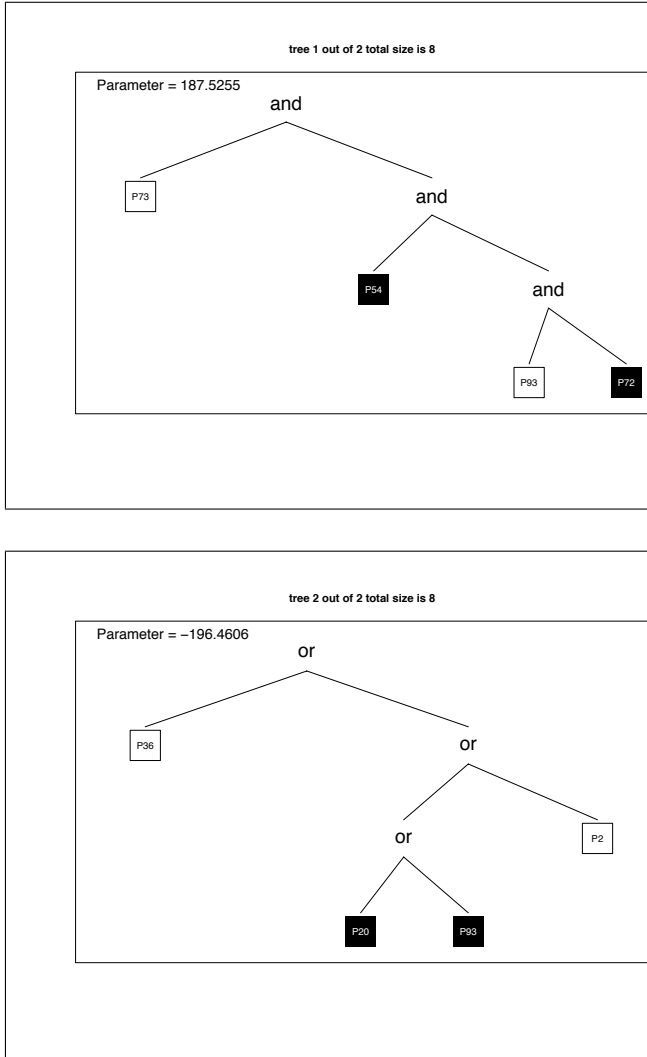 tree 1 out of 2 total size is 8
Parameter = 187.5255
and
P73
and
P54
and
P93
P72
tree 2 out of 2 total size is 8
Parameter = −196.4606
or
P36
or
or
P2
P20
P93